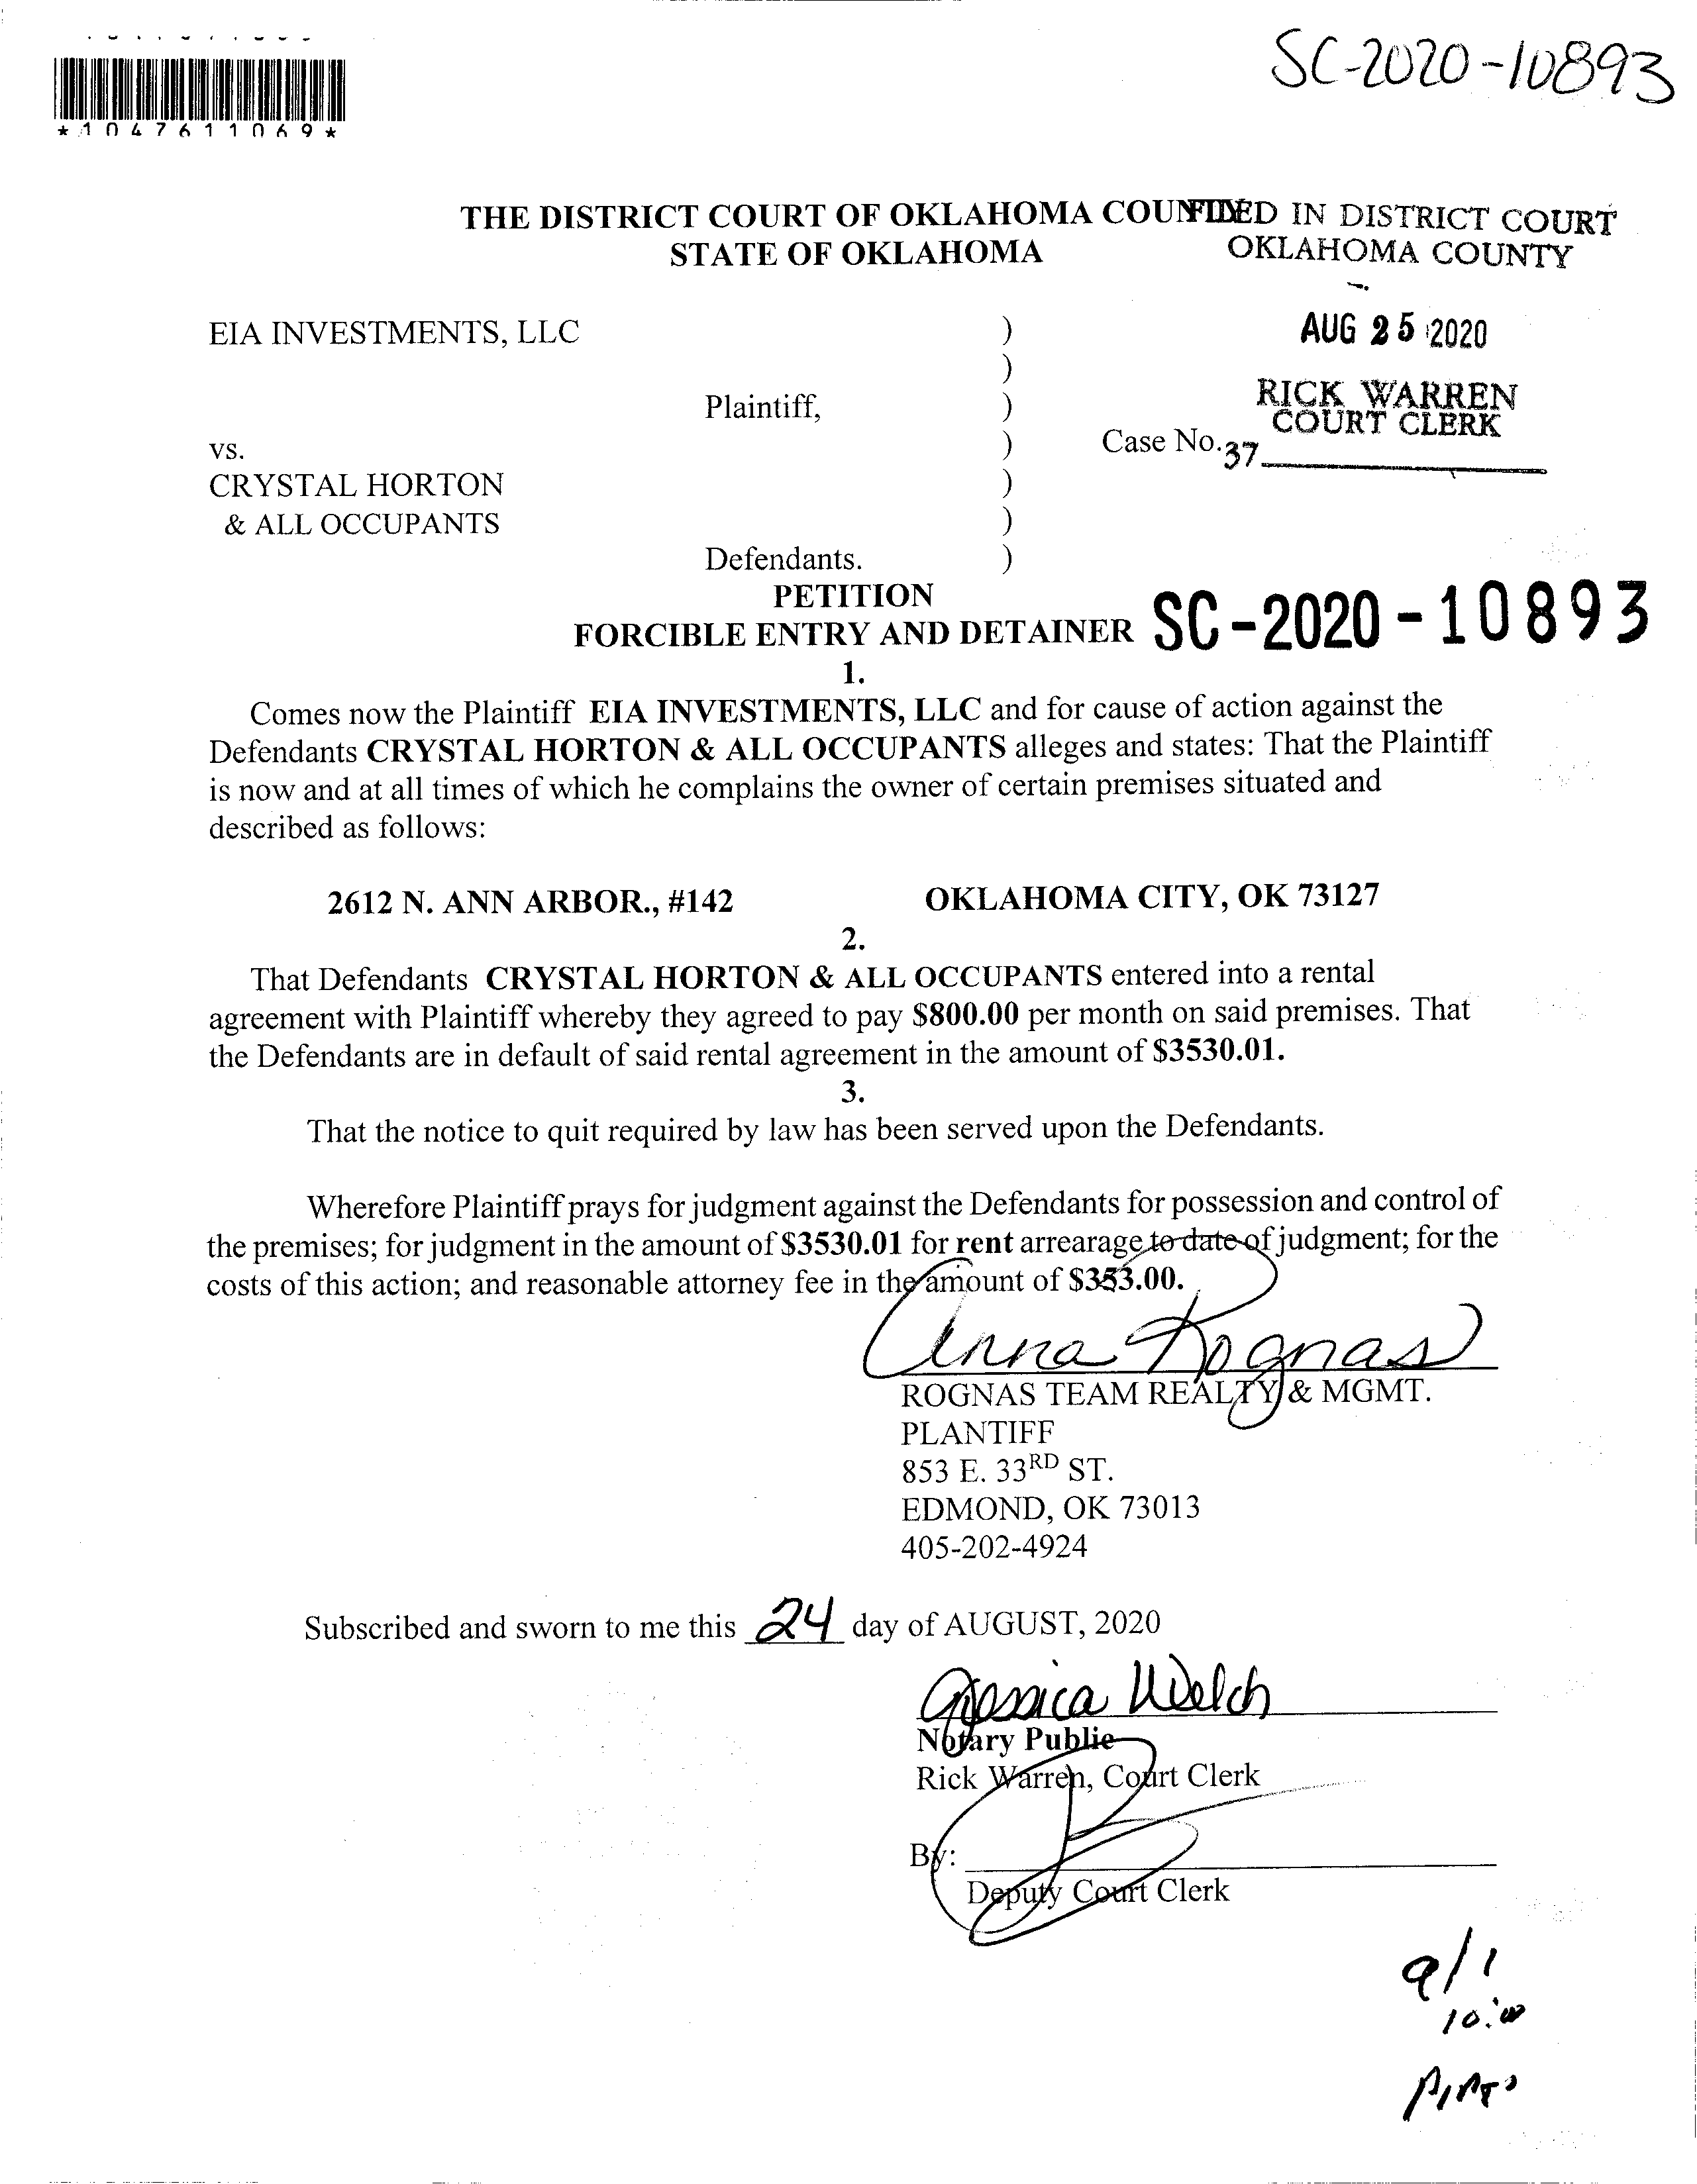 SC-2020-10893
*1047611069*
THE DISTRICT COURT OF OKLAHOMA COUNTY
FILED IN DISTRICT COURT
STATE OF OKLAHOMA
OKLAHOMA COUNTY
EIA INVESTMENTS, LLC )
AUG 25 2020
)
Plaintiff, )
RICK WARREN
COURT CLERK
vs. ) Case No.
37
CRYSTAL HORTON )
& ALL OCCUPANTS )
Defendants. )
PETITION
FORCIBLE ENTRY AND DETAINER
SC-2020-10893
1.
Comes now the Plaintiff EIA INVESTMENTS, LLC and for cause of action against the
Defendants CRYSTAL HORTON & ALL OCCUPANTS alleges and states: That the Plaintiff
is now and at all times of which he complains the owner of certain premises situated and
described as follows:
2612 N. ANN ARBOR., #142 OKLAHOMA CITY, OK 73127
2.
That Defendants CRYSTAL HORTON & ALL OCCUPANTS entered into a rental
agreement with Plaintiff whereby they agreed to pay $800.00 per month on said premises. That
the Defendants are in default of said rental agreement in the amount of $3530.01.
3.
That the notice to quit required by law has been served upon the Defendants.
Wherefore Plaintiff prays for judgment against the Defendants for possession and control of
the premises; for judgment in the amount of $3530.01 for rent arrearage to date of judgment; for the
costs of this action; and reasonable attorney fee in the amount of $353.00.
Anna Rognas
ROGNAS TEAM REALTY & MGMT.
PLANTIFF
853 E. 33RD ST.
EDMOND, OK 73013
405-202-4924
Subscribed and sworn to me this 24 day of AUGUST, 2020
Jessica Welch
Notary Public
Rick Warren, Court Clerk
By:
Deputy Court Clerk
9/1
10:00